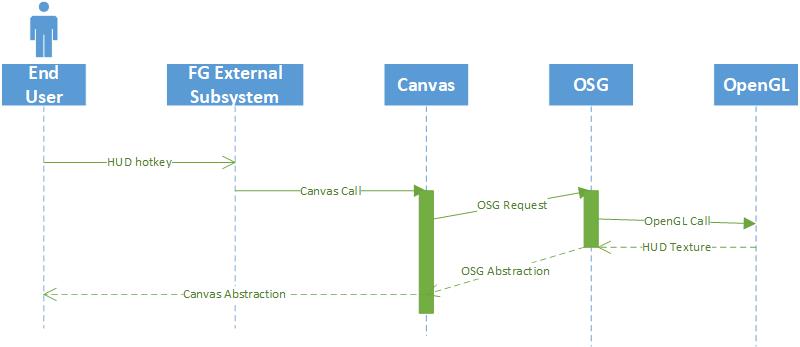 End
User
FG External
Subsystem
Canvas
OSG
OpenGL
HUD hotkey
Canvas Call
OSG Request
OpenGL Call
HUD Texture
OSG Abstraction
Canvas Abstraction